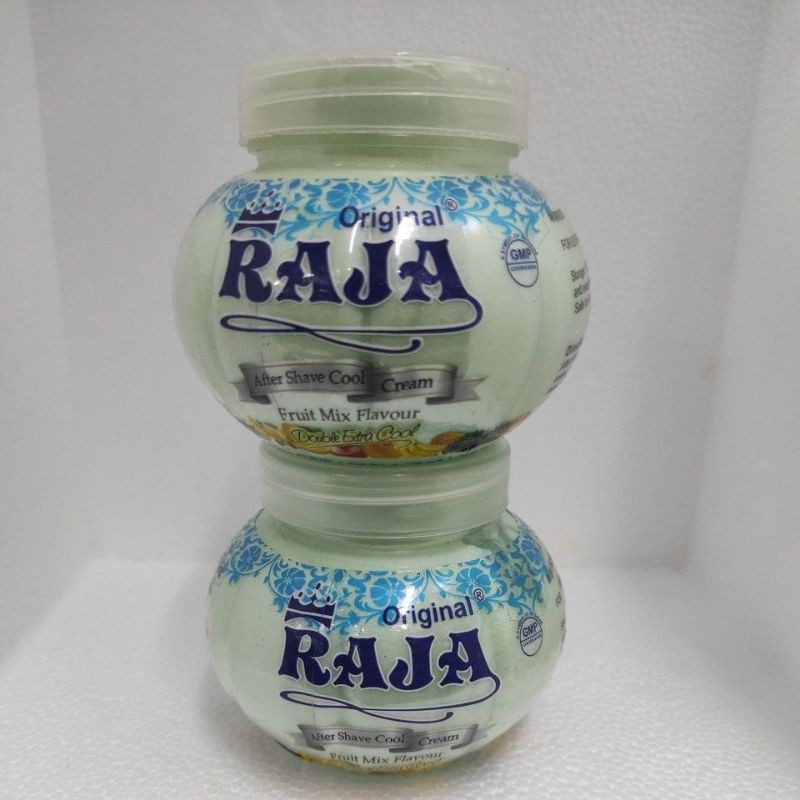 Original®
RAJA
GMP
After Shave Cool Cream
Fruit Mix Flavour
Double Extra Cool
Storage
Original®
RAJA
GMP
After Shave Cool Cream
Fruit Mix Flavour